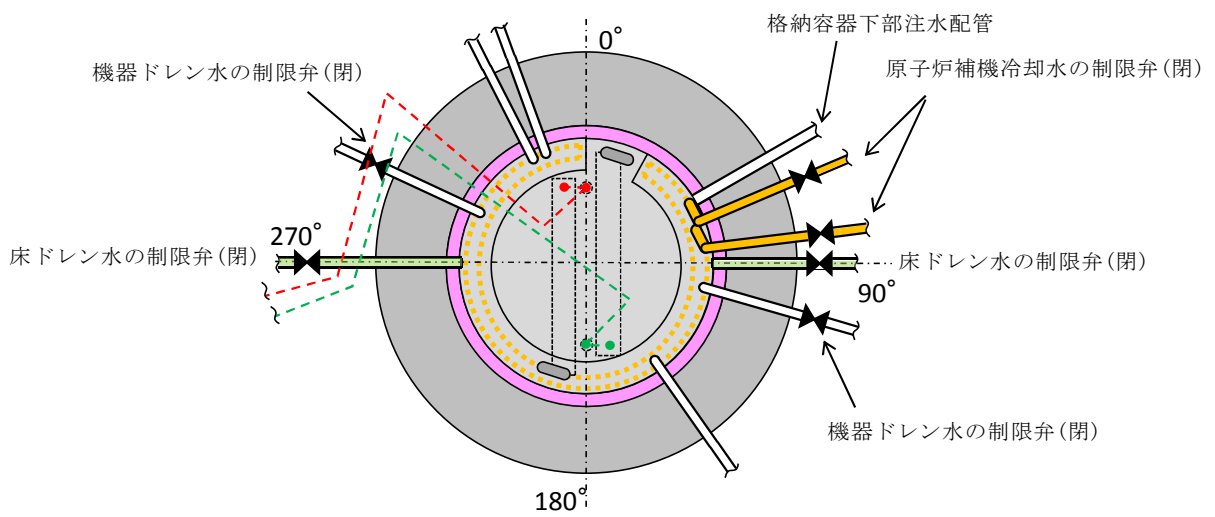 格納容器下部注水配管
0°
機器ドレン水の制限弁(閉)
原子炉補機冷却水の制限弁(閉)
270°
床ドレン水の制限弁(閉)
床ドレン水の制限弁(閉)
90°
機器ドレン水の制限弁(閉)
180°